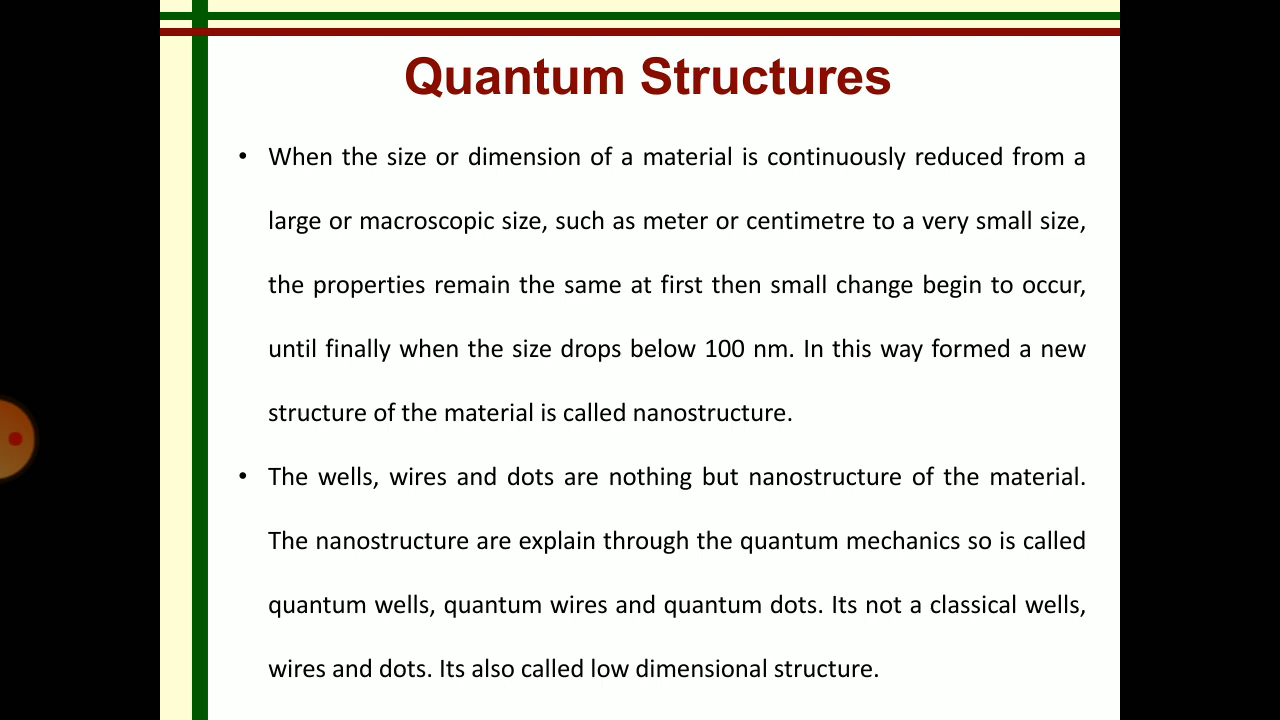 Quantum Structures
• When the size or dimension of a material is continuously reduced from a
large or macroscopic size, such as meter or centimetre to a very small size,
the properties remain the same at first then small change begin to occur,
until finally when the size drops below 100 nm. In this way formed a new
structure of the material is called nanostructure.
• The wells, wires and dots are nothing but nanostructure of the material.
The nanostructure are explain through the quantum mechanics so is called
quantum wells, quantum wires and quantum dots. Its not a classical wells,
wires and dots. Its also called low dimensional structure.